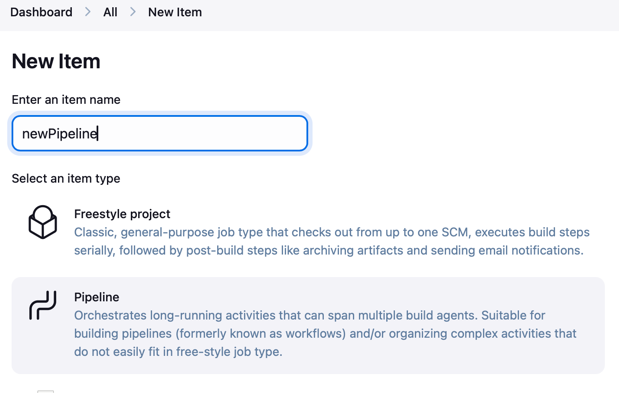 Dashboard > All > New Item
New Item
Enter an item name
newPipeline
Select an item type
Freestyle project
Classic, general-purpose job type that checks out from up to one SCM, executes build steps
serially, followed by post-build steps like archiving artifacts and sending email notifications.
Pipeline
Orchestrates long-running activities that can span multiple build agents. Suitable for
building pipelines (formerly known as workflows) and/or organizing complex activities that
do not easily fit in free-style job type.